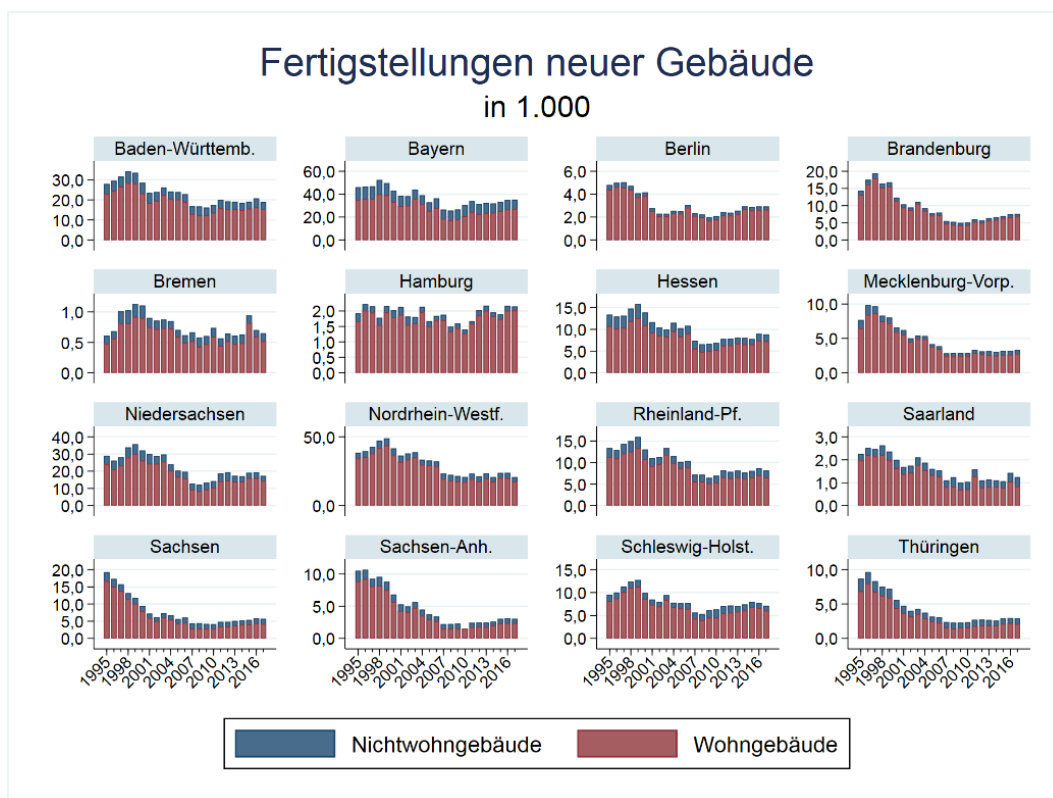 Fertigstellungen neuer Gebäude
in 1.000
Baden-Württemb. Bayern Berlin Brandenburg
30,0 60,0 6,0 20,0
20,0 40,0 4,0 15,0
10,0 20,0 2,0 10,0
0,0 0,0 0,0 5,0
0,0
Bremen Hamburg Hessen Mecklenburg-Vorp.
1,0 2,0 15,0 10,0
0,5 1,5 10,0 5,0
0,0 1,0 5,0 0,0
0,5 0,0
0,0
Niedersachsen Nordrhein-Westf. Rheinland-Pf. Saarland
40,0 50,0 15,0 3,0
30,0 0,0 10,0 2,0
20,0 5,0 1,0
10,0 0,0 0,0
0,0
Sachsen Sachsen-Anh. Schleswig-Holst. Thüringen
20,0 10,0 15,0 10,0
15,0 5,0 10,0 5,0
10,0 0,0 5,0 0,0
5,0 0,0
0,0
1995 1998 2001 2004 2007 2010 2013 2016 1995 1998 2001 2004 2007 2010 2013 2016 1995 1998 2001 2004 2007 2010 2013 2016 1995 1998 2001 2004 2007 2010 2013 2016
Nichtwohngebäude Wohngebäude